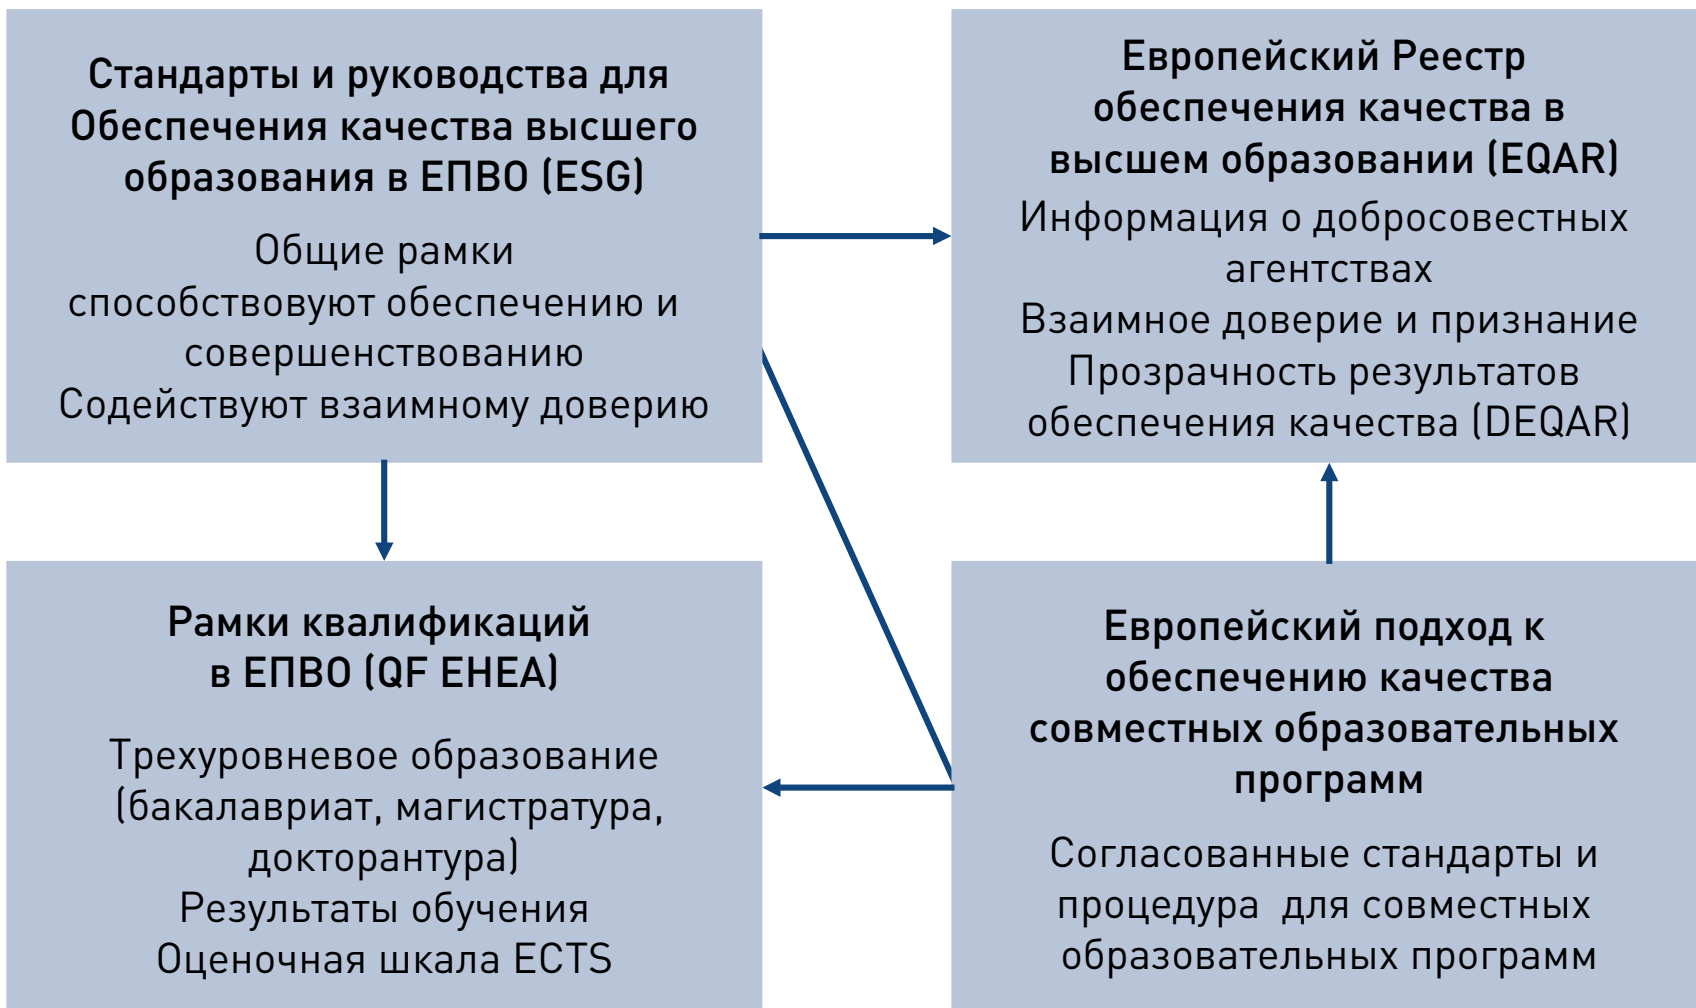 Стандарты и руководства для
Обеспечения качества высшего
образования в ЕПВО (ESG)
Общие рамки
способствовуют обеспечению и
совершенствованию
Содействуют взаимному доверию
Европейский Реестр
обеспечения качества в
высшем образовании (EQAR)
Информация о добросовестных
агентствах
Взаимное доверие и признание
Прозрачность результатов
обеспечения качества (DEQAR)
Рамки квалификаций
в ЕПВО (QF EHEA)
Трехуровневое образование
(бакалавриат, магистратура,
докторантура)
Результаты обучения
Оценочная шкала ECTS
Европейский подход к
обеспечению качества
совместных образовательных
программ
Согласованные стандарты и
процедура для совместных
образовательных программ